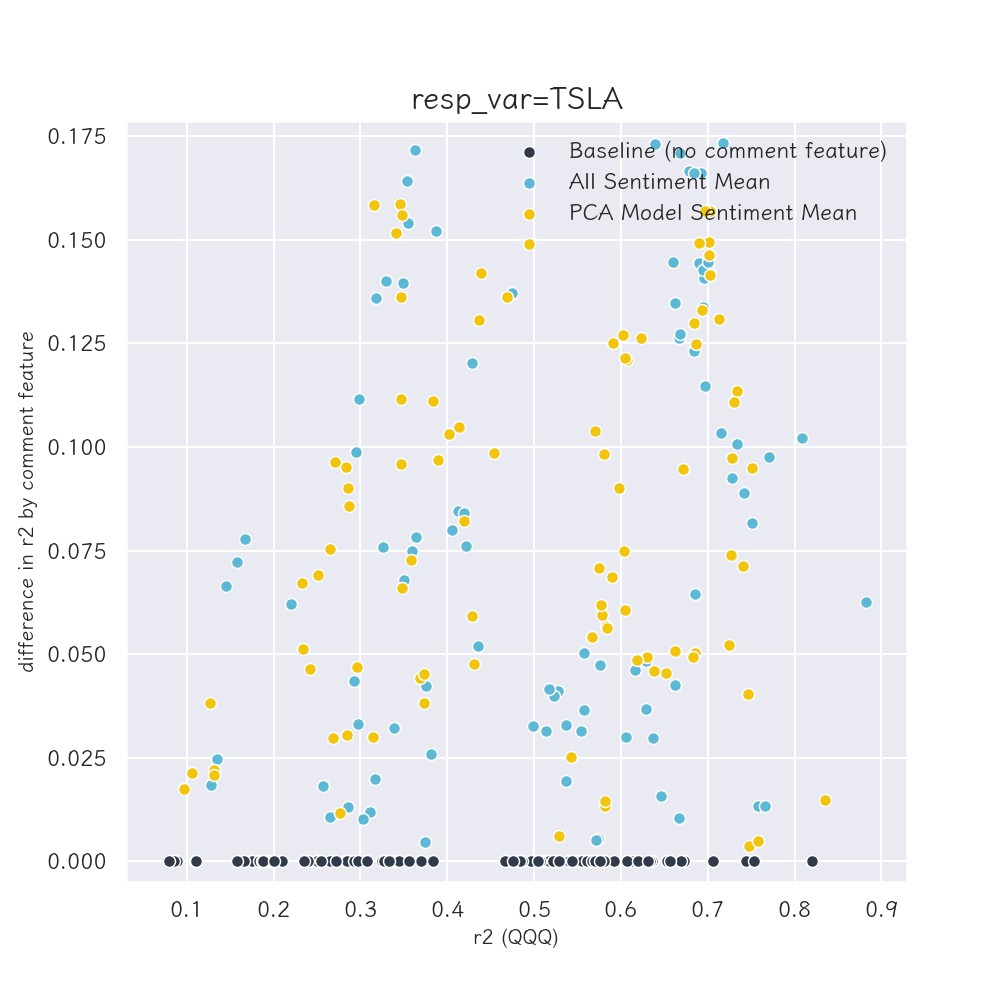 resp_var=TSLA
Baseline (no comment feature)
All Sentiment Mean
PCA Model Sentiment Mean
difference in r2 by comment feature
0.175
0.150
0.125
0.100
0.075
0.050
0.025
0.000
0.1 0.2 0.3 0.4 0.5 0.6 0.7 0.8 0.9
r2 (QQQ)